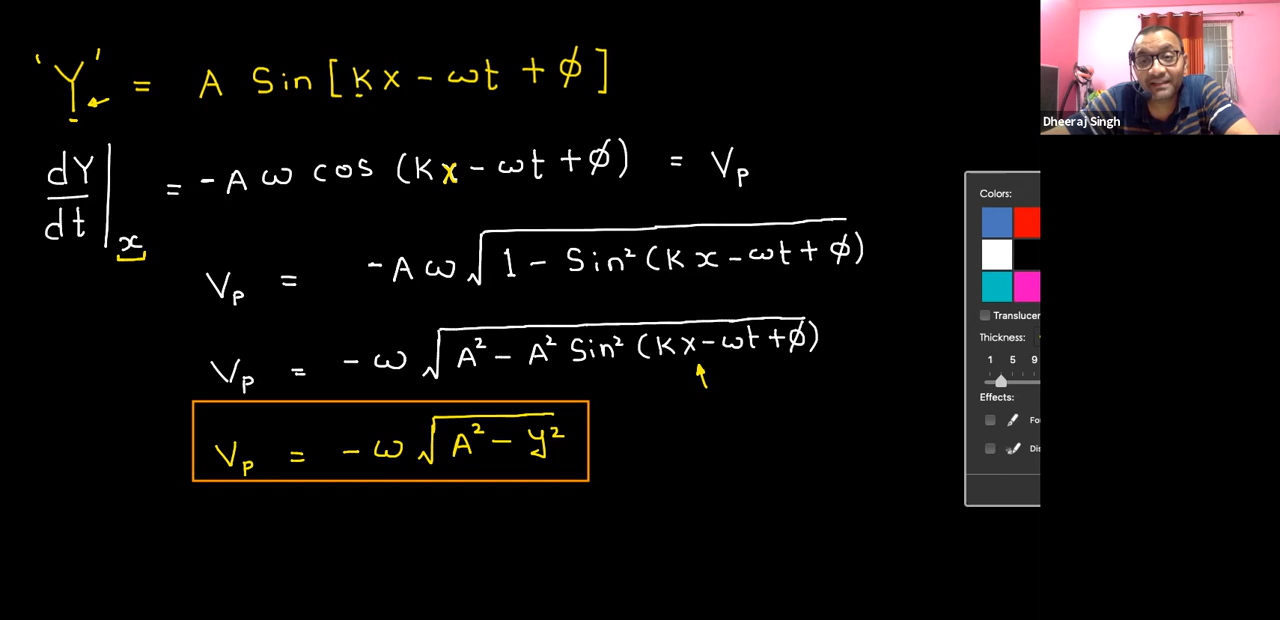 'Y' = A Sin[Kx - ωt + ϕ]
dY/dt|x = -Aω cos (Kx - ωt + ϕ) = Vp
Vp = -Aω√1 - Sin²(Kx - ωt + ϕ)
Vp = -ω√A² - A² Sin² (Kx - ωt + ϕ)
Vp = -ω√A² - y²
Dheeraj Singh
Colors:
Thickness:
1 5 9
Effects: